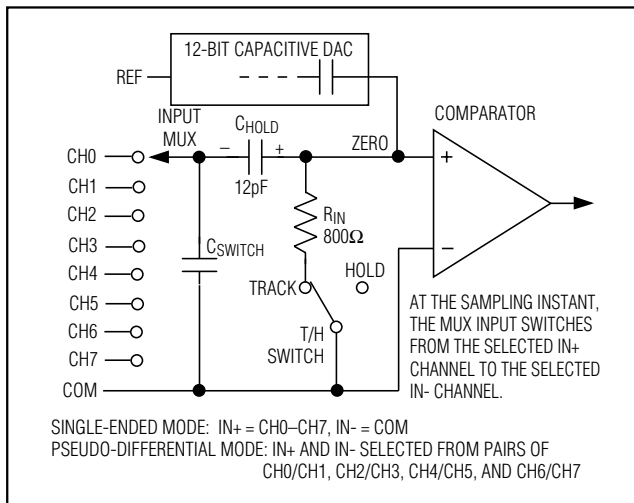 12-BIT CAPACITIVE DAC
REF
COMPARATOR
INPUT
MUX
C_HOLD
ZERO
− +
+
CH0
12pF
CH1
R_IN
800Ω
CH2
CH3
C_SWITCH
−
HOLD
CH4
TRACK
CH5
T/H
SWITCH
CH6
CH7
COM
AT THE SAMPLING INSTANT,
THE MUX INPUT SWITCHES
FROM THE SELECTED IN+
CHANNEL TO THE SELECTED
IN- CHANNEL.
SINGLE-ENDED MODE: IN+ = CH0–CH7, IN- = COM
PSEUDO-DIFFERENTIAL MODE: IN+ AND IN- SELECTED FROM PAIRS OF
CH0/CH1, CH2/CH3, CH4/CH5, AND CH6/CH7